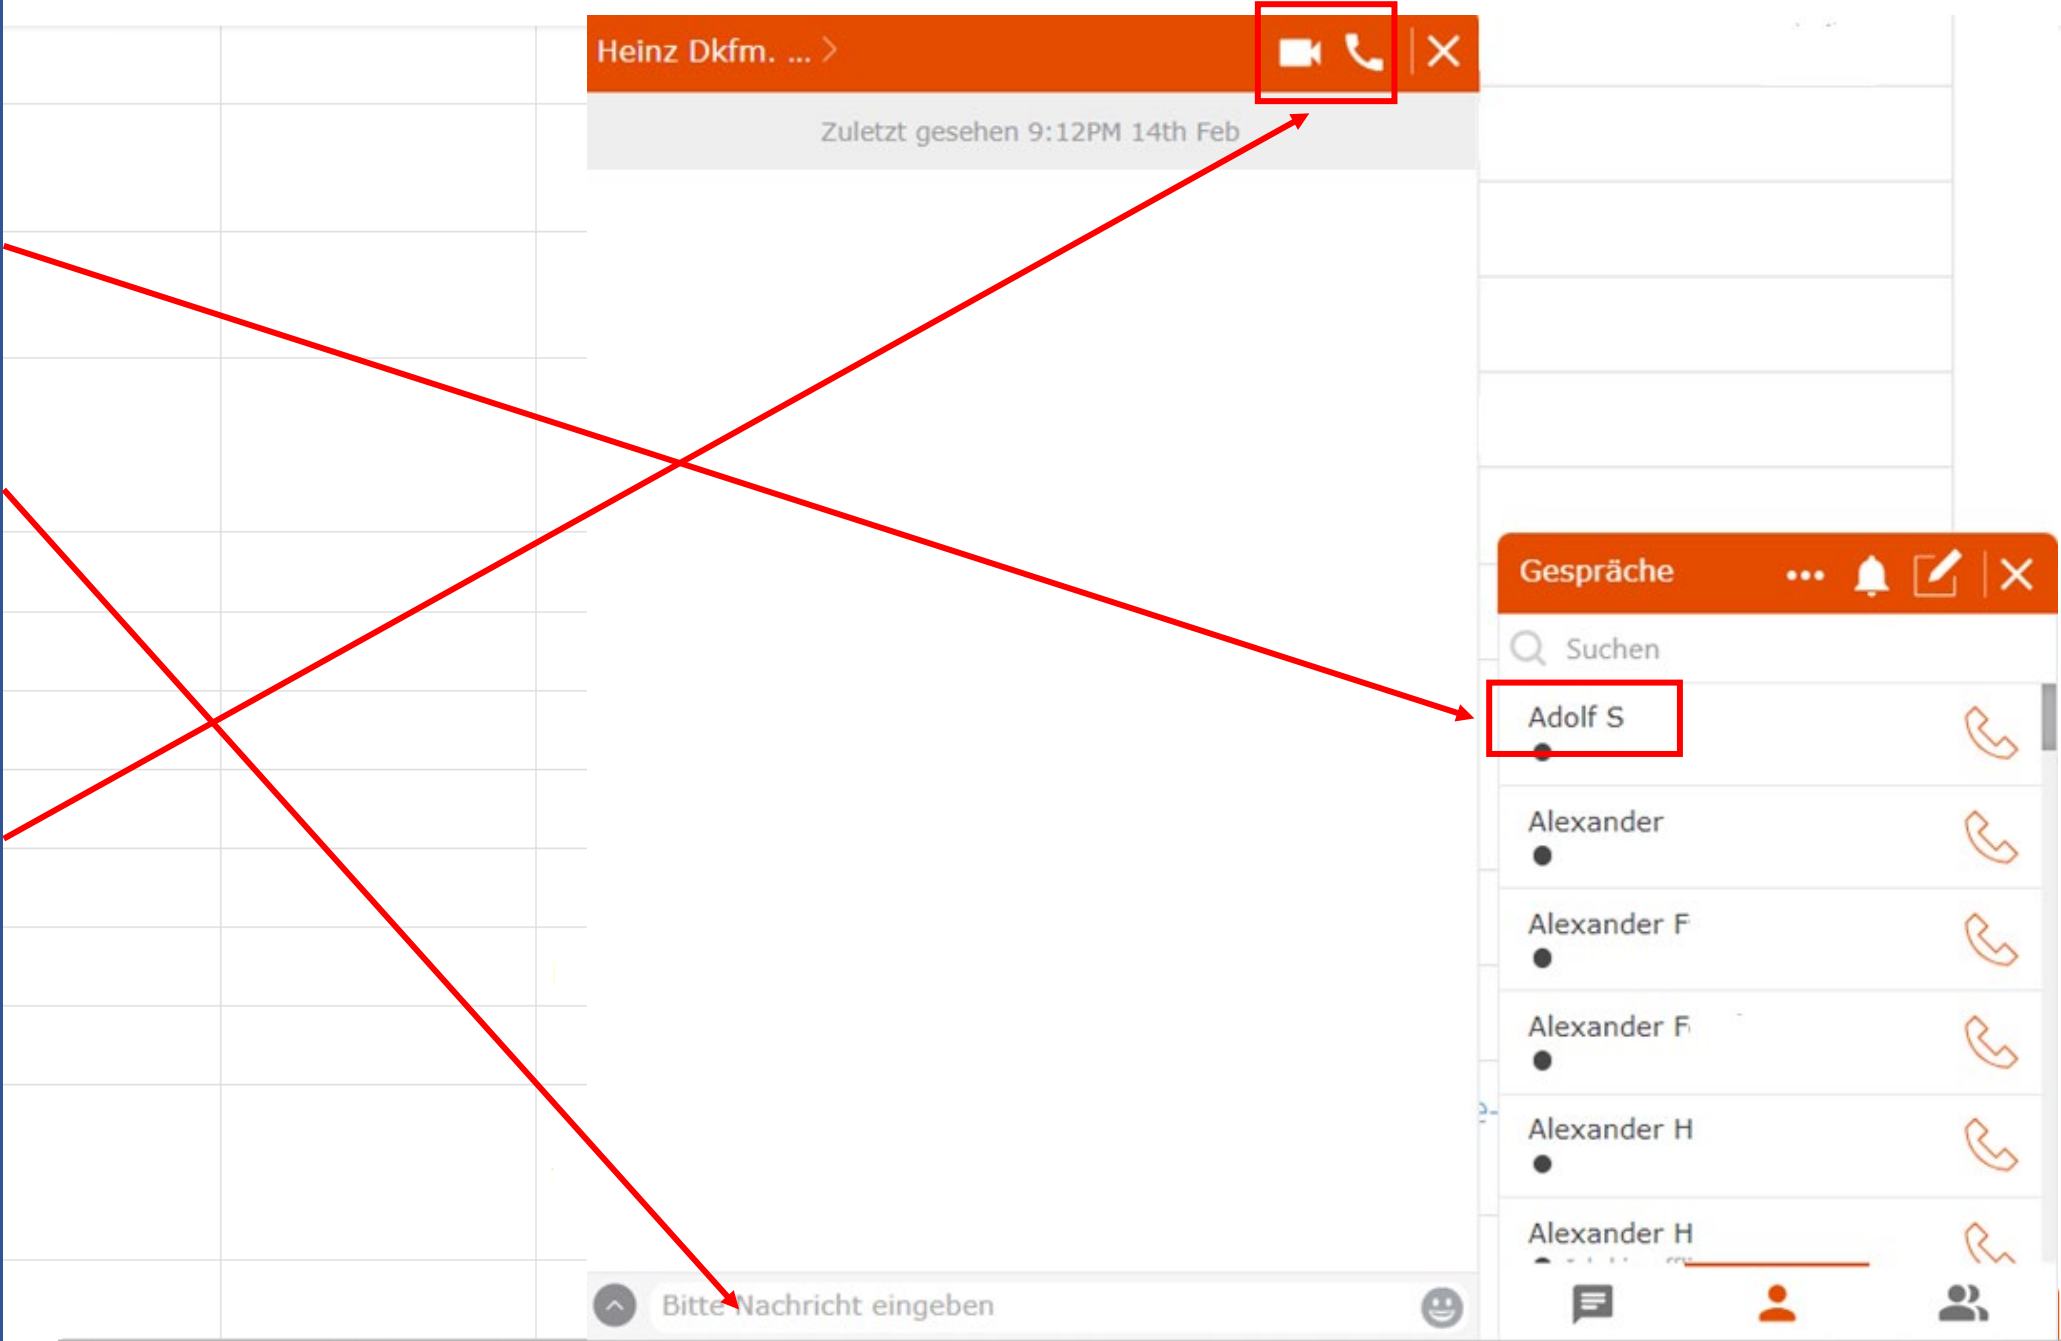 Heinz Dkfm. ...
Zuletzt gesehen 9:12PM 14th Feb
Bitte Nachricht eingeben
Gespräche
Suchen
Adolf S
Alexander
Alexander F
Alexander F
Alexander H
Alexander H